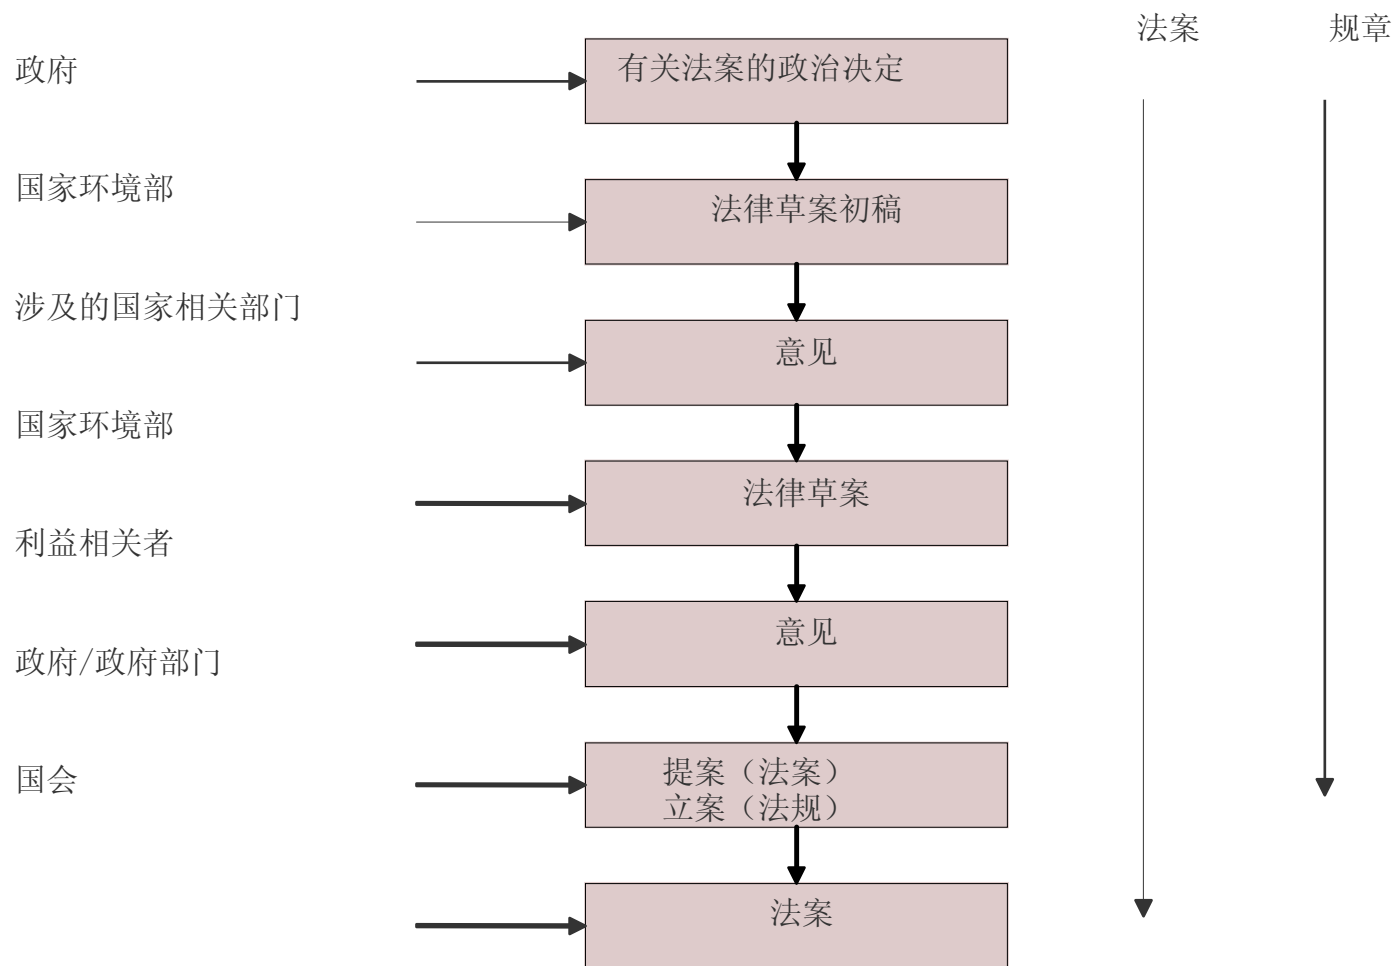 法案
规章
政府
有关法案的政治决定
国家环境部
法律草案初稿
涉及的国家相关部门
意见
国家环境部
法律草案
利益相关者
意见
政府/政府部门
提案（法案）
立案（法规）
国会
法案